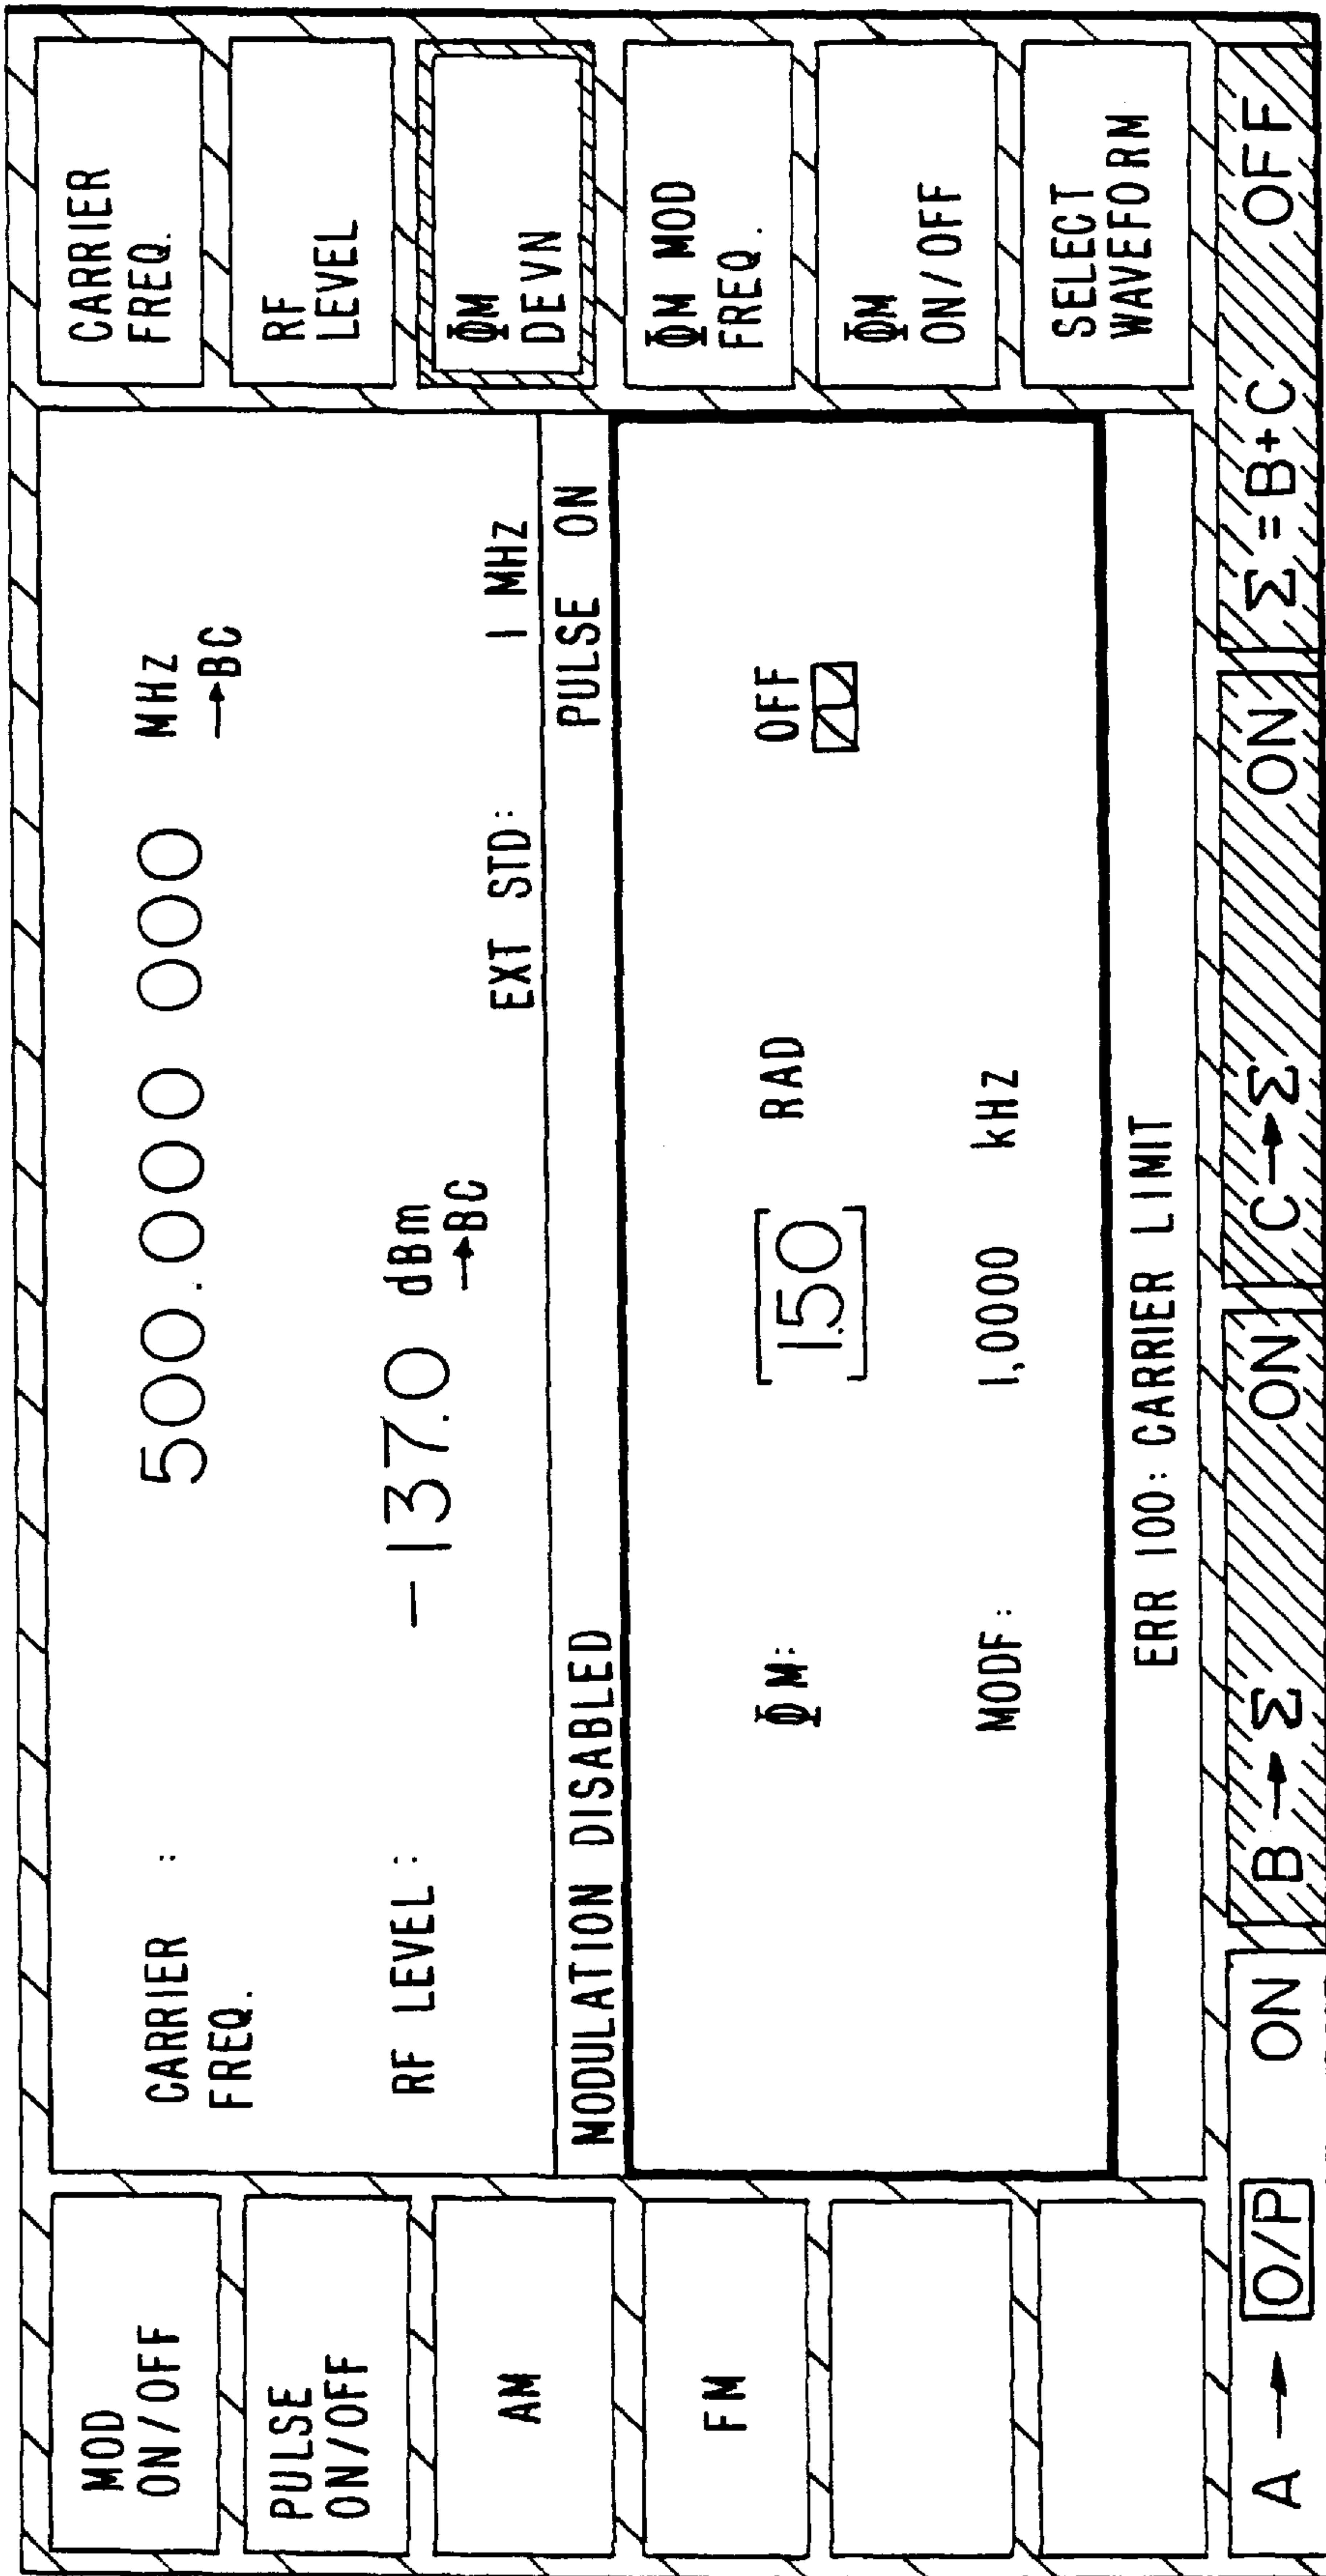 MOD
ON/OFF
PULSE
ON/OFF
AM
FM
CARRIER :
FREQ.
500.000 000 000 MHz
→BC
RF LEVEL : -137.0 dBm
→BC
EXT STD: 1 MHz
MODULATION DISABLED PULSE ON
ΦM: [1.50] RAD OFF
MODF: 1,0000 kHz
ERR 100: CARRIER LIMIT
CARRIER
FREQ.
RF
LEVEL
ΦM
DEVN
ΦM MOD
FREQ.
ΦM
ON/OFF
SELECT
WAVEFORM
A → O/P ON
B → Σ ON
C → Σ ON
Σ = B+C OFF